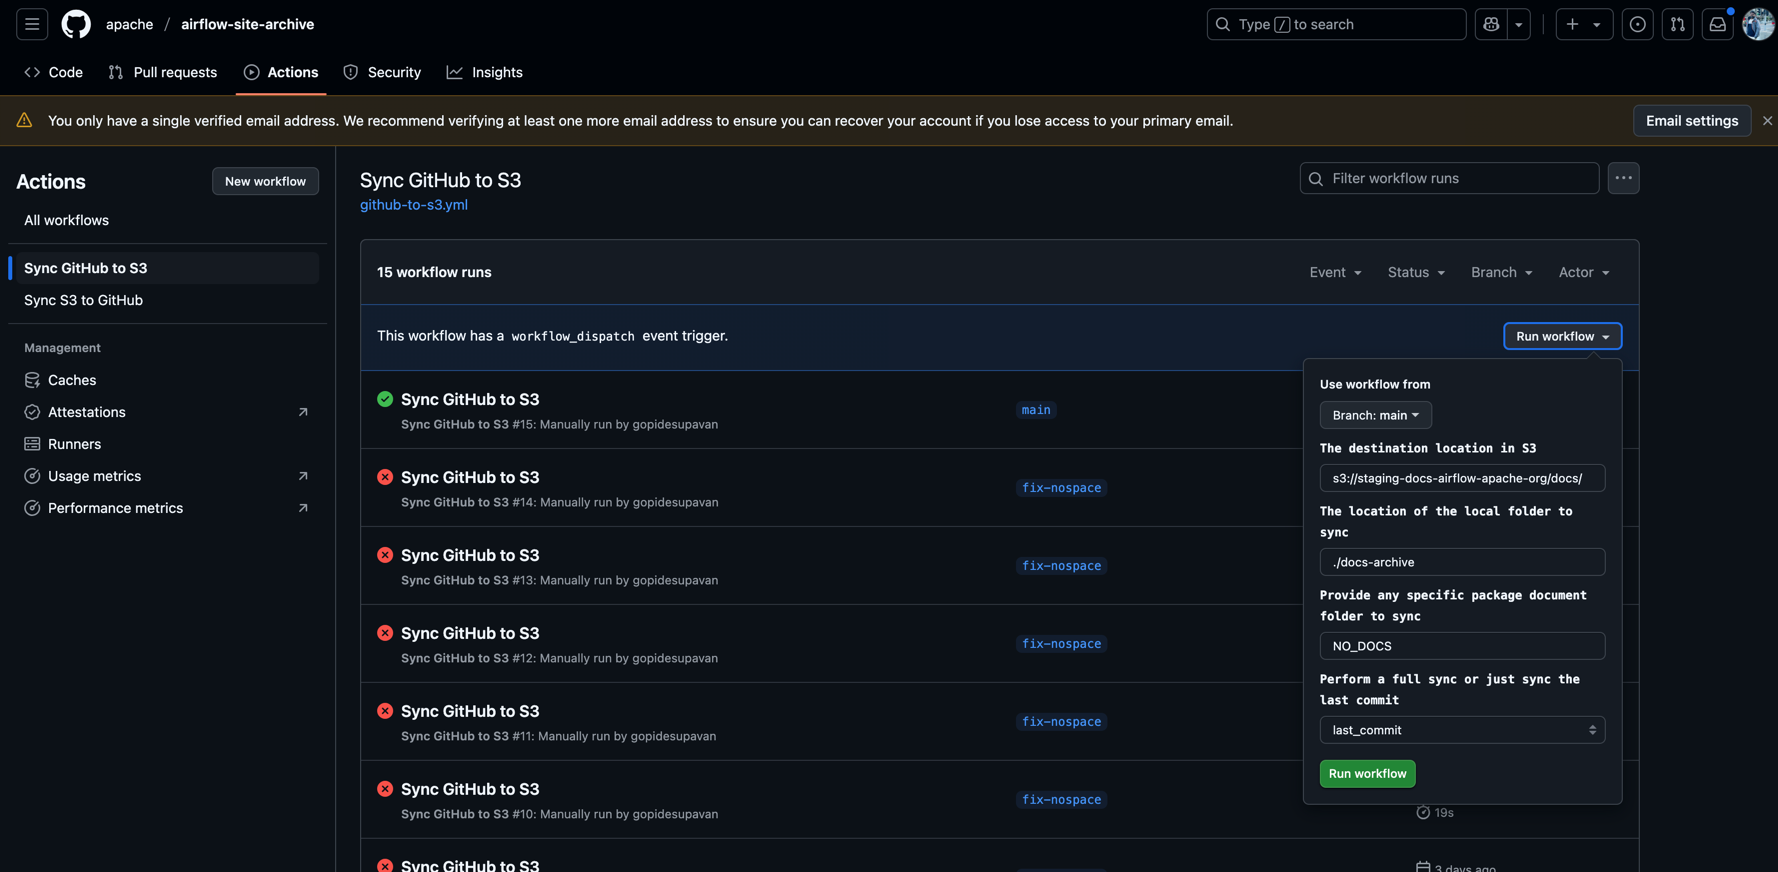 apache / airflow-site-archive
Type / to search
Code
Pull requests
Actions
Security
Insights
You only have a single verified email address. We recommend verifying at least one more email address to ensure you can recover your account if you lose access to your primary email.
Email settings
Actions
New workflow
All workflows
Sync GitHub to S3
Sync S3 to GitHub
Management
Caches
Attestations
Runners
Usage metrics
Performance metrics
Sync GitHub to S3
github-to-s3.yml
Filter workflow runs
15 workflow runs
Event
Status
Branch
Actor
This workflow has a workflow_dispatch event trigger.
Run workflow
Sync GitHub to S3
Sync GitHub to S3 #15: Manually run by gopidesupavan
main
Sync GitHub to S3
Sync GitHub to S3 #14: Manually run by gopidesupavan
fix-nospace
Sync GitHub to S3
Sync GitHub to S3 #13: Manually run by gopidesupavan
fix-nospace
Sync GitHub to S3
Sync GitHub to S3 #12: Manually run by gopidesupavan
fix-nospace
Sync GitHub to S3
Sync GitHub to S3 #11: Manually run by gopidesupavan
fix-nospace
Sync GitHub to S3
Sync GitHub to S3 #10: Manually run by gopidesupavan
fix-nospace
19s
Sync GitHub to S3
3 days ago
Use workflow from
Branch: main
The destination location in S3
s3://staging-docs-airflow-apache-org/docs/
The location of the local folder to
sync
./docs-archive
Provide any specific package document
folder to sync
NO_DOCS
Perform a full sync or just sync the
last commit
last_commit
Run workflow